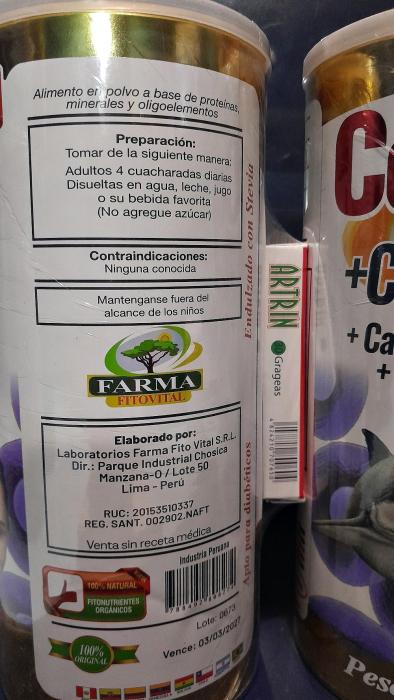 Alimento en polvo a base de proteínas,
minerales y oligoelementos
Preparación:
Tomar de la siguiente manera:
Adultos 4 cuacharadas diarias
Disueltas en agua, leche, jugo
o su bebida favorita
(No agregue azúcar)
Contraindicaciones:
Ninguna conocida
Mantenganse fuera del
alcance de los niños
FARMA
FITOVITAL
Elaborado por:
Laboratorios Farma Fito Vital S.R.L.
Dir.: Parque Industrial Chosica
Manzana-O / Lote 50
Lima - Perú
RUC: 20153510337
REG. SANT. 002902.NAFT
Venta sin receta médica
Industria Peruana
100% NATURAL
FITONUTRIENTES
ORGÁNICOS
100%
ORIGINAL
Lote: 0673
Vence: 03/03/2027
Endulzado con Stevia
Apto para diabéticos
ARTRIN
Grageas
+C
+ Ca
+
Pes